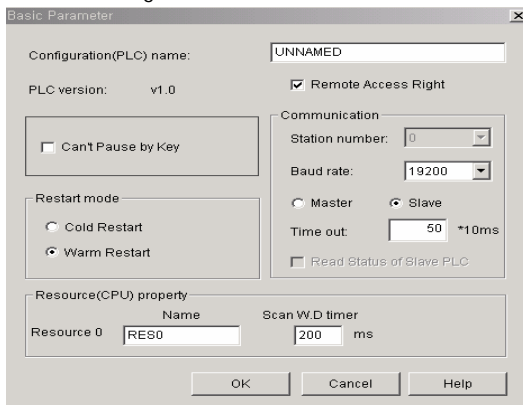 Basic Parameter
Configuration(PLC) name: UNNAMED
PLC version: v1.0
Remote Access Right
Can't Pause by Key
Restart mode
Cold Restart
Warm Restart
Communication
Station number: 0
Baud rate: 19200
Master Slave
Time out: 50 *10ms
Read Status of Slave PLC
Resource(CPU) property
Name Scan W.D timer
Resource 0 RES0 200 ms
OK Cancel Help